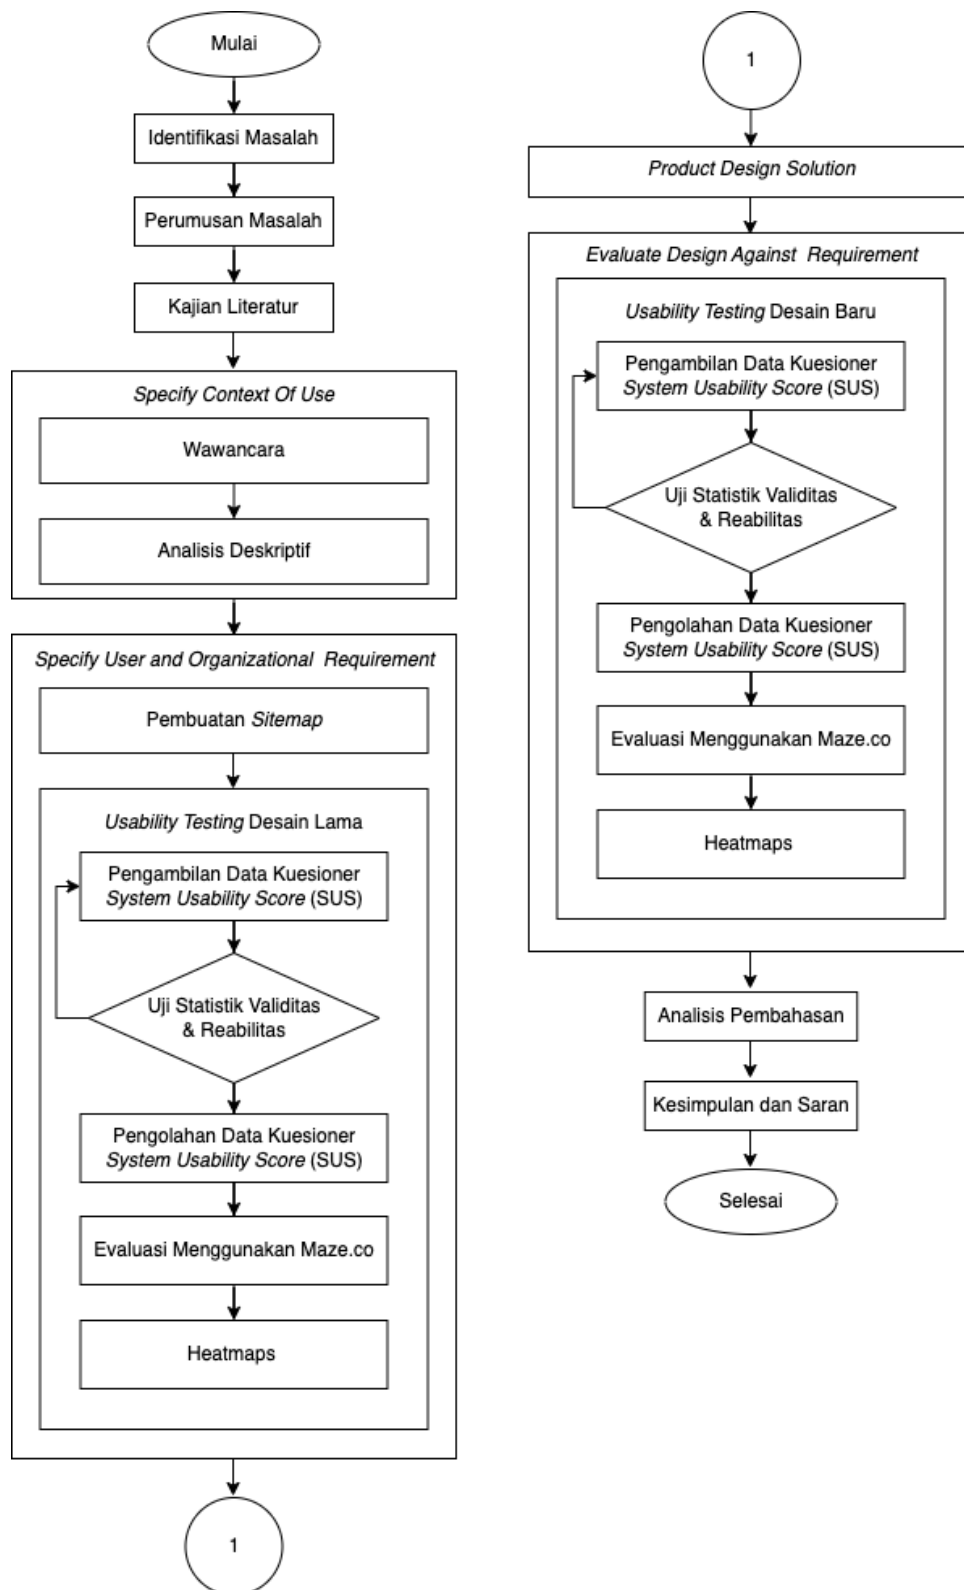 Mulai
Identifikasi Masalah
Perumusan Masalah
Kajian Literatur
Specify Context Of Use
Wawancara
Analisis Deskriptif
Specify User and Organizational Requirement
Pembuatan Sitemap
Usability Testing Desain Lama
Pengambilan Data Kuesioner
System Usability Score (SUS)
Uji Statistik Validitas
& Reabilitas
Pengolahan Data Kuesioner
System Usability Score (SUS)
Evaluasi Menggunakan Maze.co
Heatmaps
1
1
Product Design Solution
Evaluate Design Against Requirement
Usability Testing Desain Baru
Pengambilan Data Kuesioner
System Usability Score (SUS)
Uji Statistik Validitas
& Reabilitas
Pengolahan Data Kuesioner
System Usability Score (SUS)
Evaluasi Menggunakan Maze.co
Heatmaps
Analisis Pembahasan
Kesimpulan dan Saran
Selesai